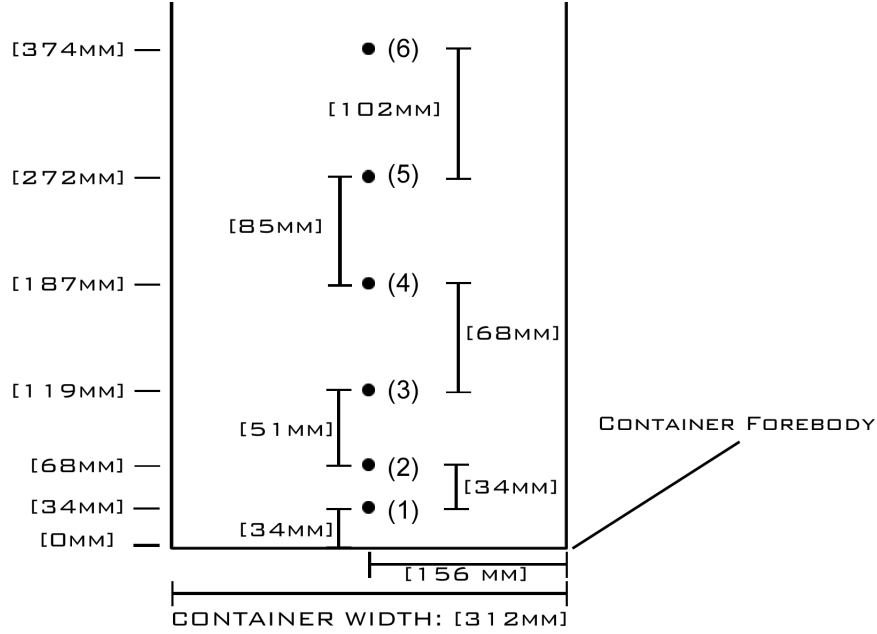 [374MM]
(6)
[102MM]
[272MM]
(5)
[85MM]
[187MM]
(4)
[68MM]
[119MM]
(3)
[51MM]
CONTAINER FOREBODY
[68MM]
(2)
[34MM]
[34MM]
(1)
[34MM]
[0MM]
[156 MM]
CONTAINER WIDTH: [312MM]